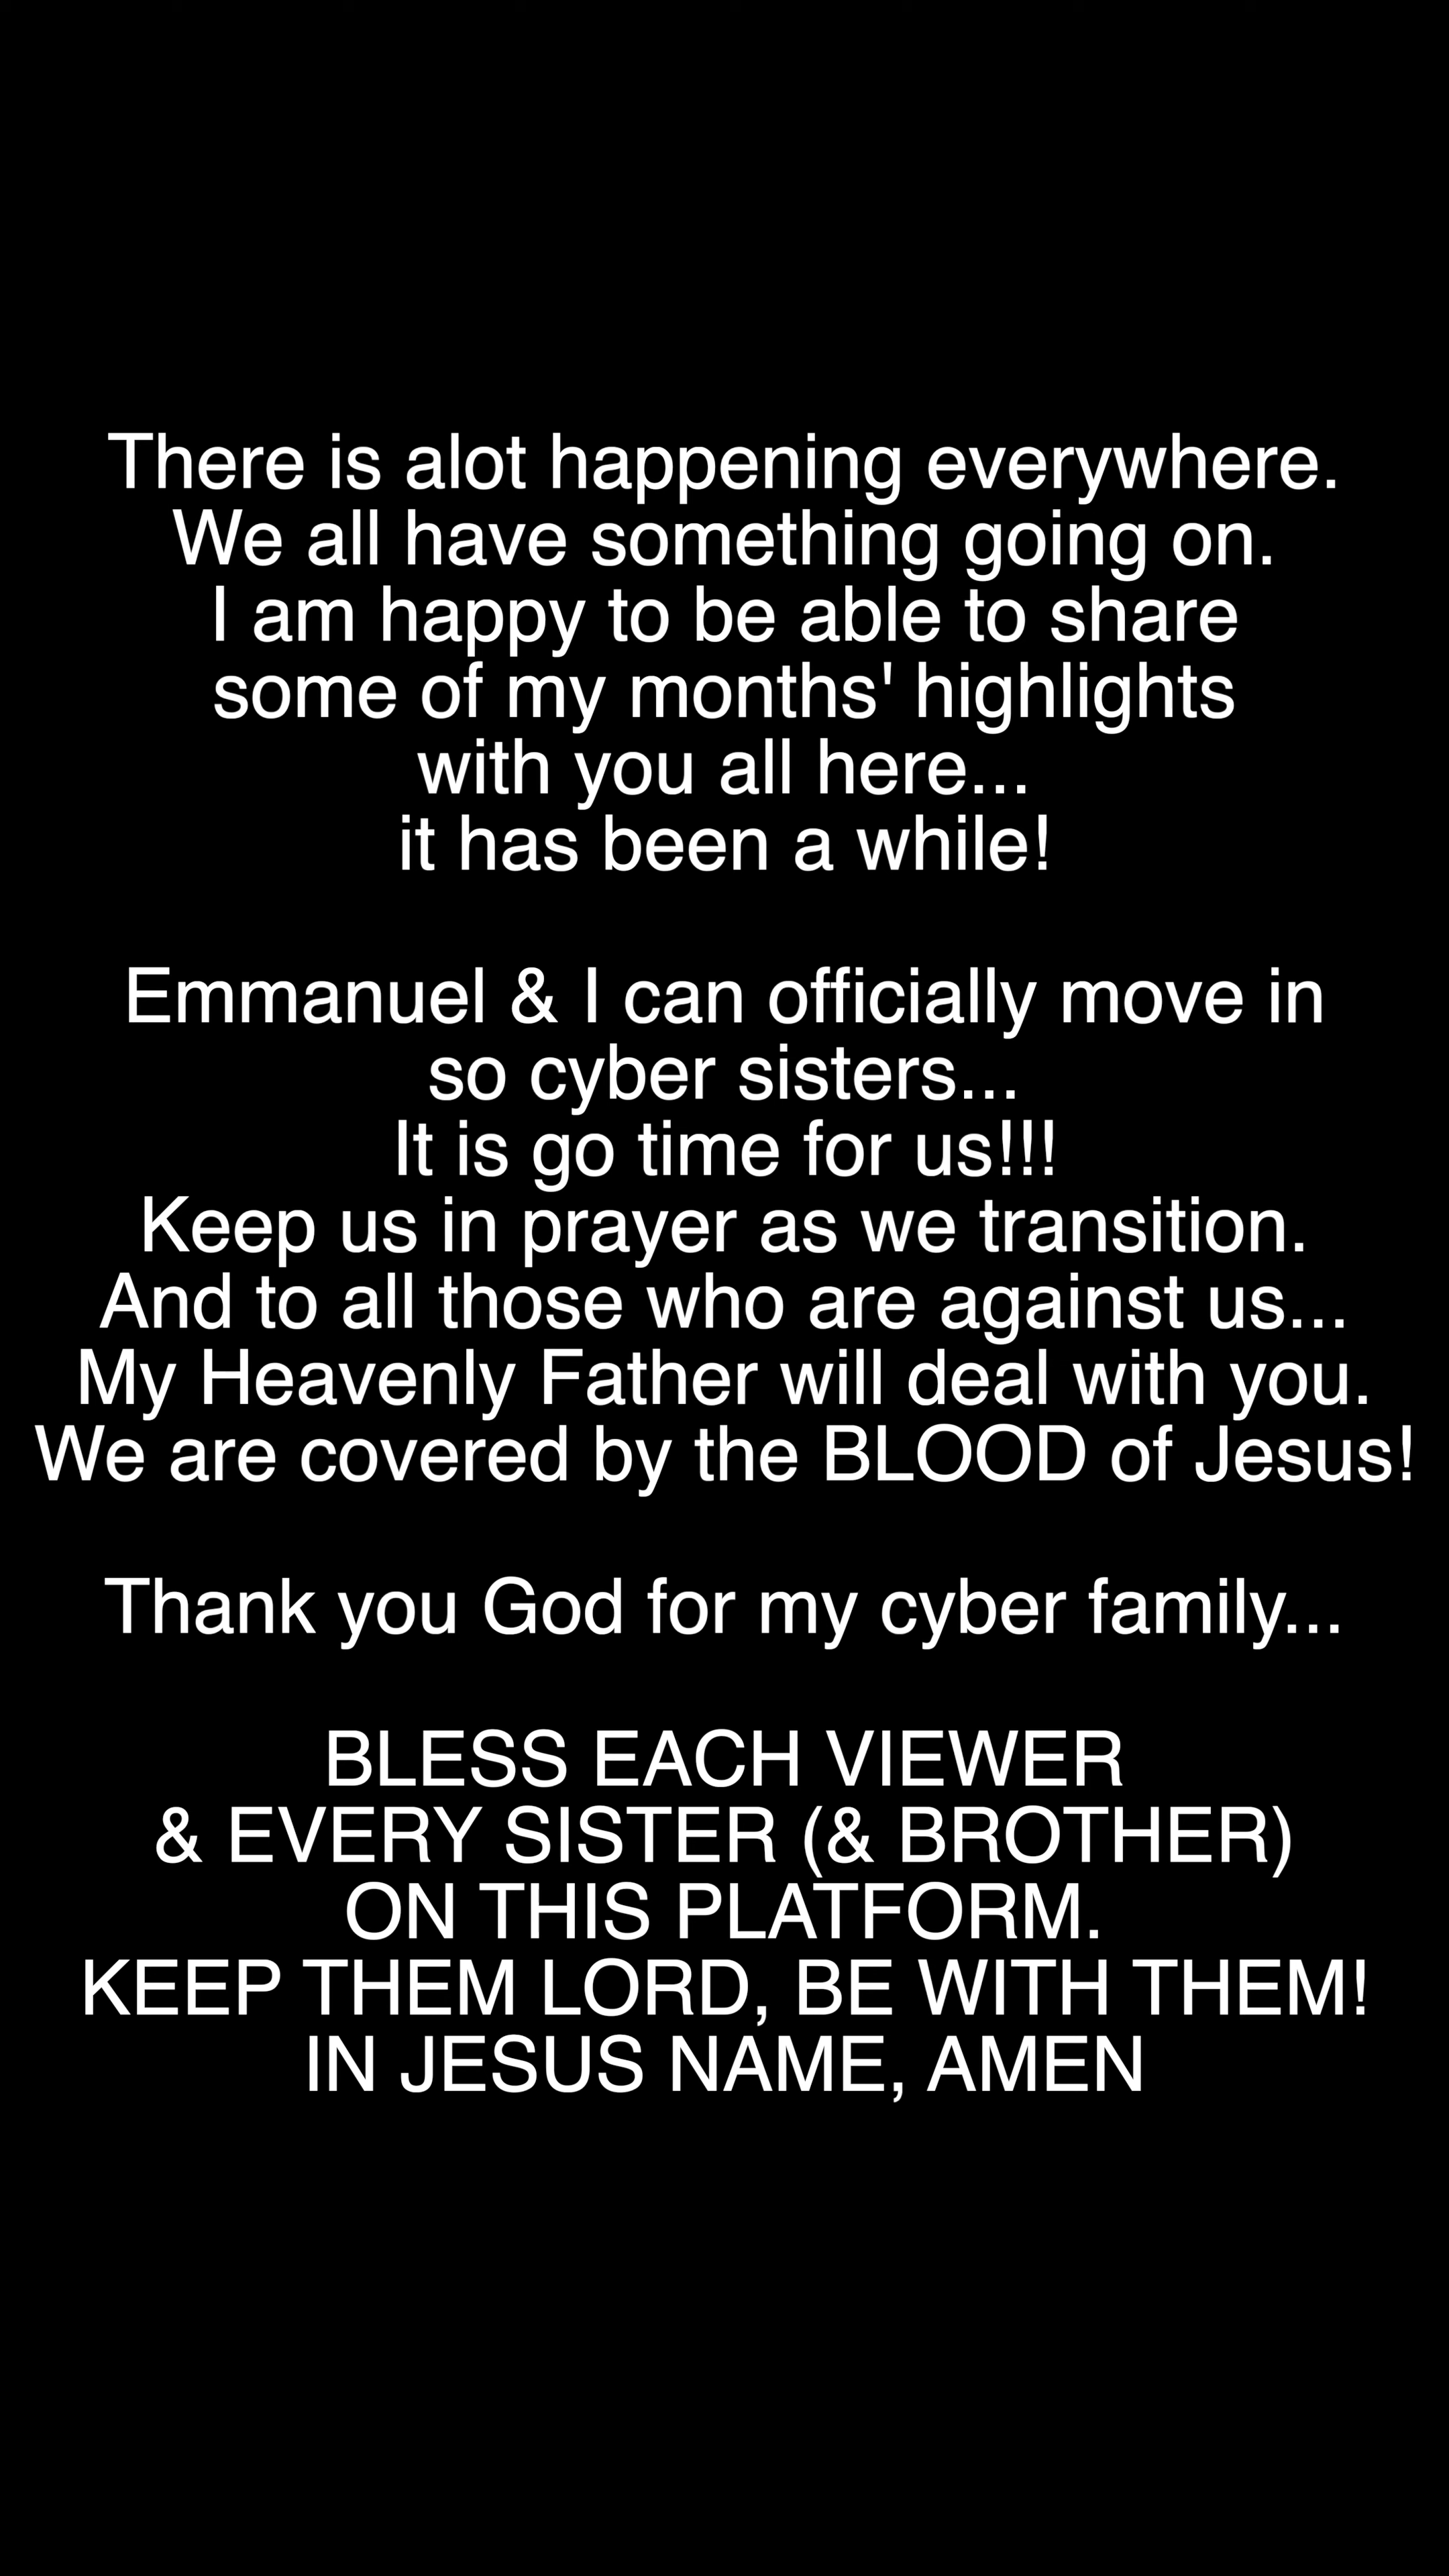 There is alot happening everywhere.
We all have something going on.
I am happy to be able to share
some of my months' highlights
with you all here...
it has been a while!
Emmanuel & I can officially move in
so cyber sisters...
It is go time for us!!!
Keep us in prayer as we transition.
And to all those who are against us...
My Heavenly Father will deal with you.
We are covered by the BLOOD of Jesus!
Thank you God for my cyber family...
BLESS EACH VIEWER
& EVERY SISTER (& BROTHER)
ON THIS PLATFORM.
KEEP THEM LORD, BE WITH THEM!
IN JESUS NAME, AMEN